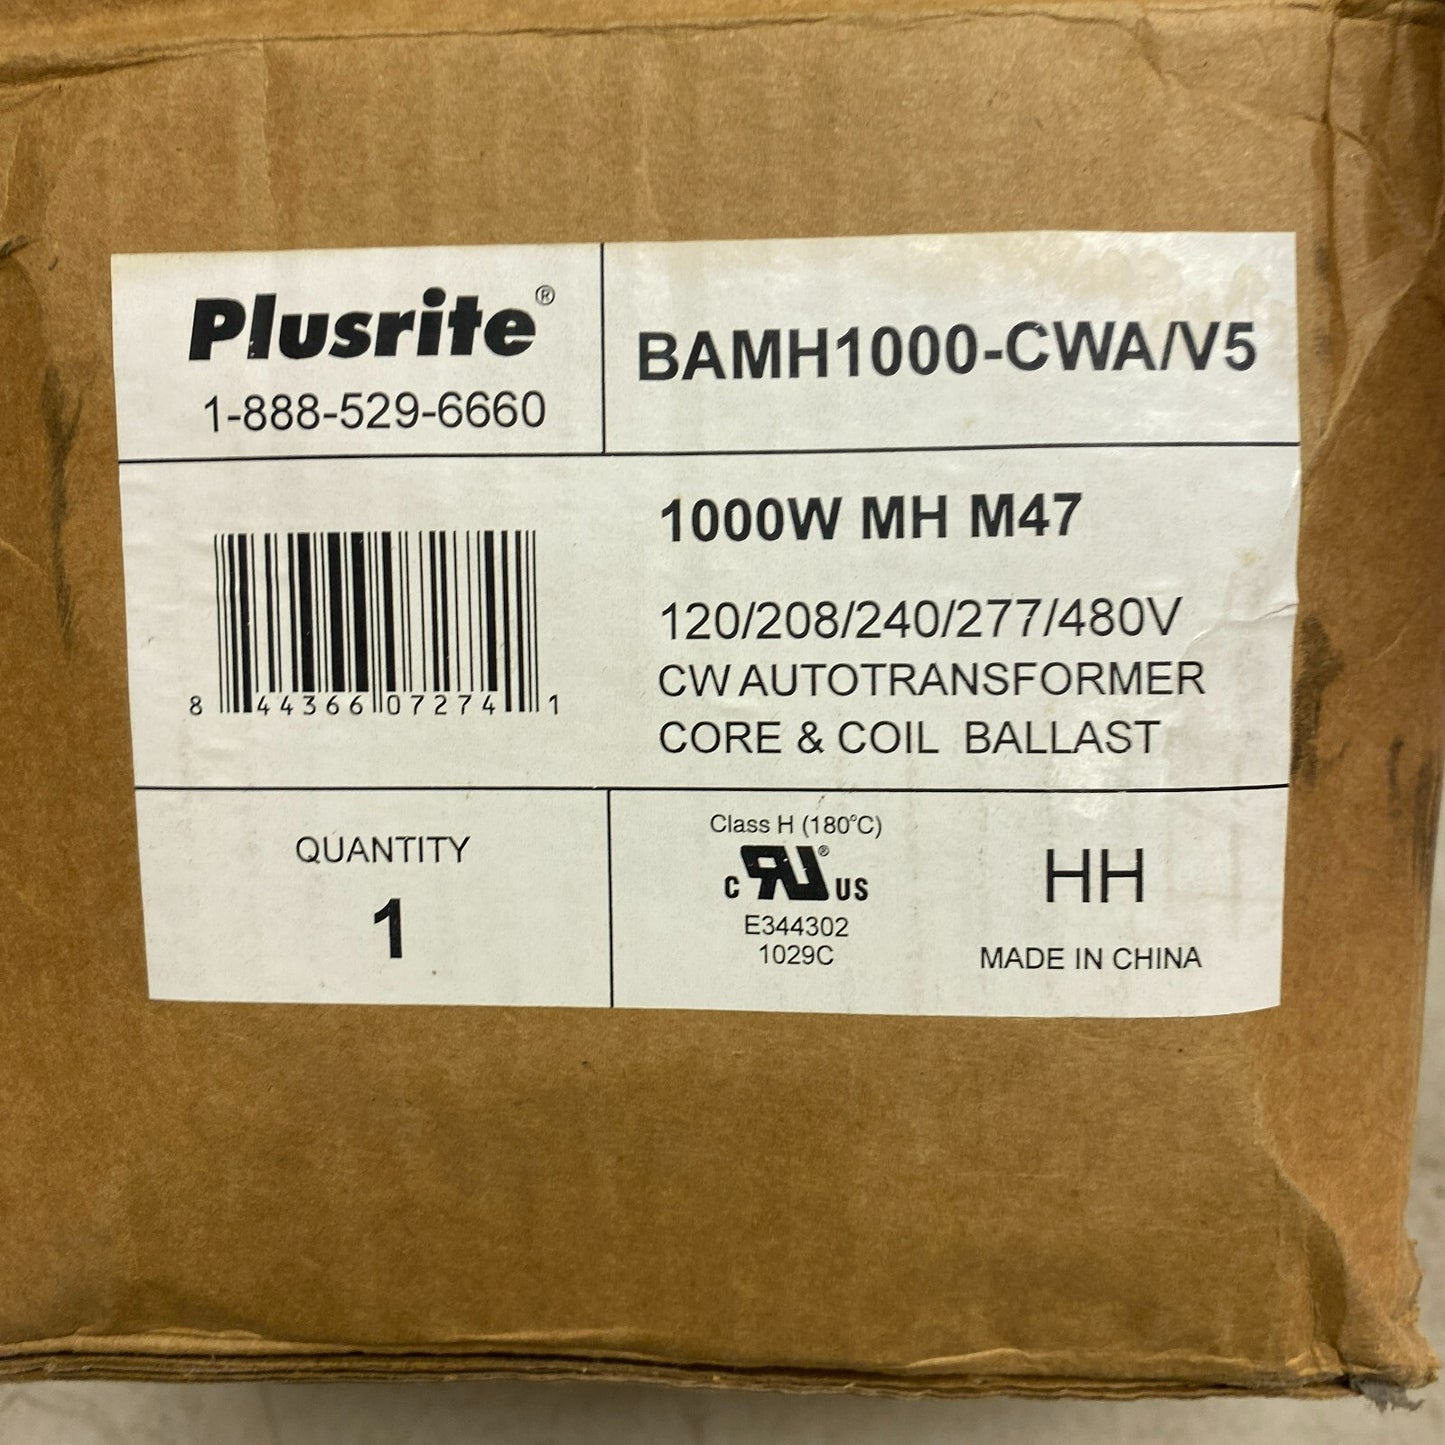 Plusrite®
1-888-529-6660
BAMH1000-CWA/V5
8 44366 07274 1
1000W MH M47
120/208/240/277/480V
CW AUTOTRANSFORMER
CORE & COIL BALLAST
QUANTITY
1
Class H (180°C)
c RU® US
E344302
1029C
HH
MADE IN CHINA